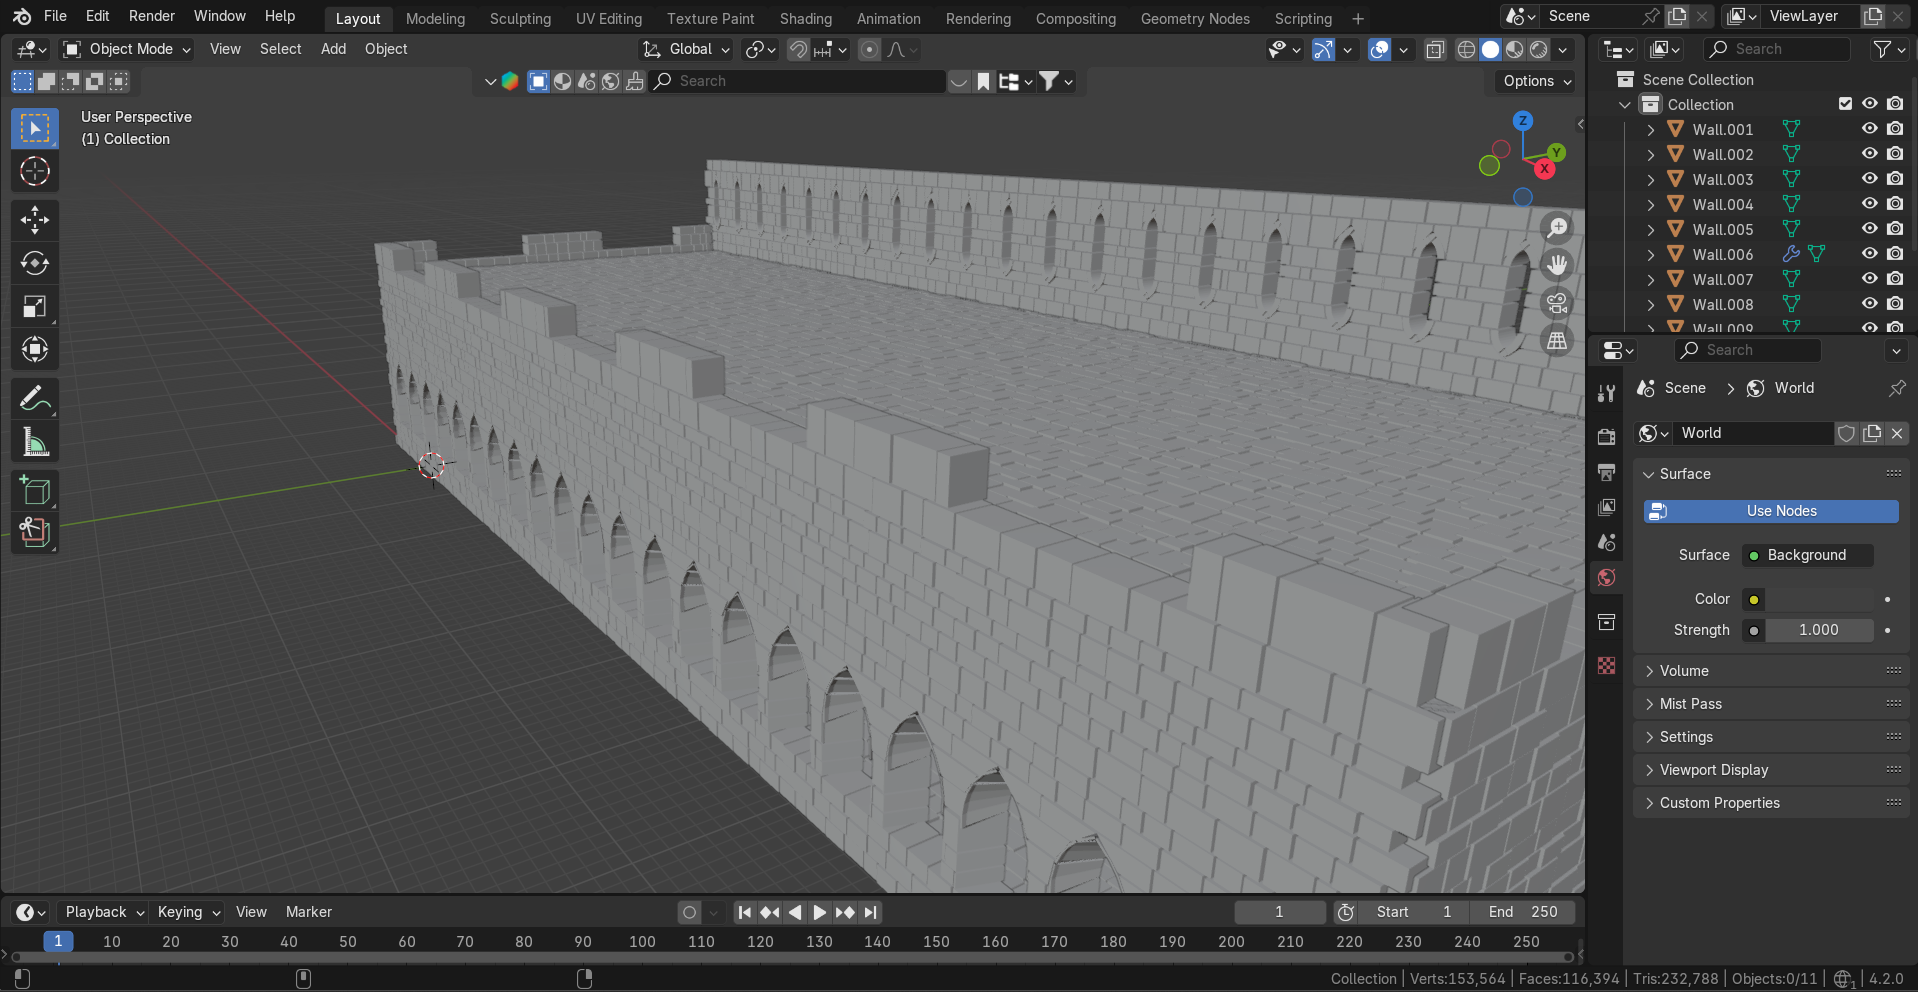 File Edit Render Window Help Layout Modeling Sculpting UV Editing Texture Paint Shading Animation Rendering Compositing Geometry Nodes Scripting + Scene ViewLayer
Object Mode View Select Add Object Global Search
Search Options
User Perspective
(1) Collection
Z
Y
X
Scene Collection
Collection
Wall.001
Wall.002
Wall.003
Wall.004
Wall.005
Wall.006
Wall.007
Wall.008
Wall.009
Search
Scene > World
World
Surface
Use Nodes
Surface Background
Color
Strength 1.000
Volume
Mist Pass
Settings
Viewport Display
Custom Properties
Playback Keying View Marker 1 Start 1 End 250
1 10 20 30 40 50 60 70 80 90 100 110 120 130 140 150 160 170 180 190 200 210 220 230 240 250
Collection | Verts:153,564 | Faces:116,394 | Tris:232,788 | Objects:0/11 | 1 | 4.2.0